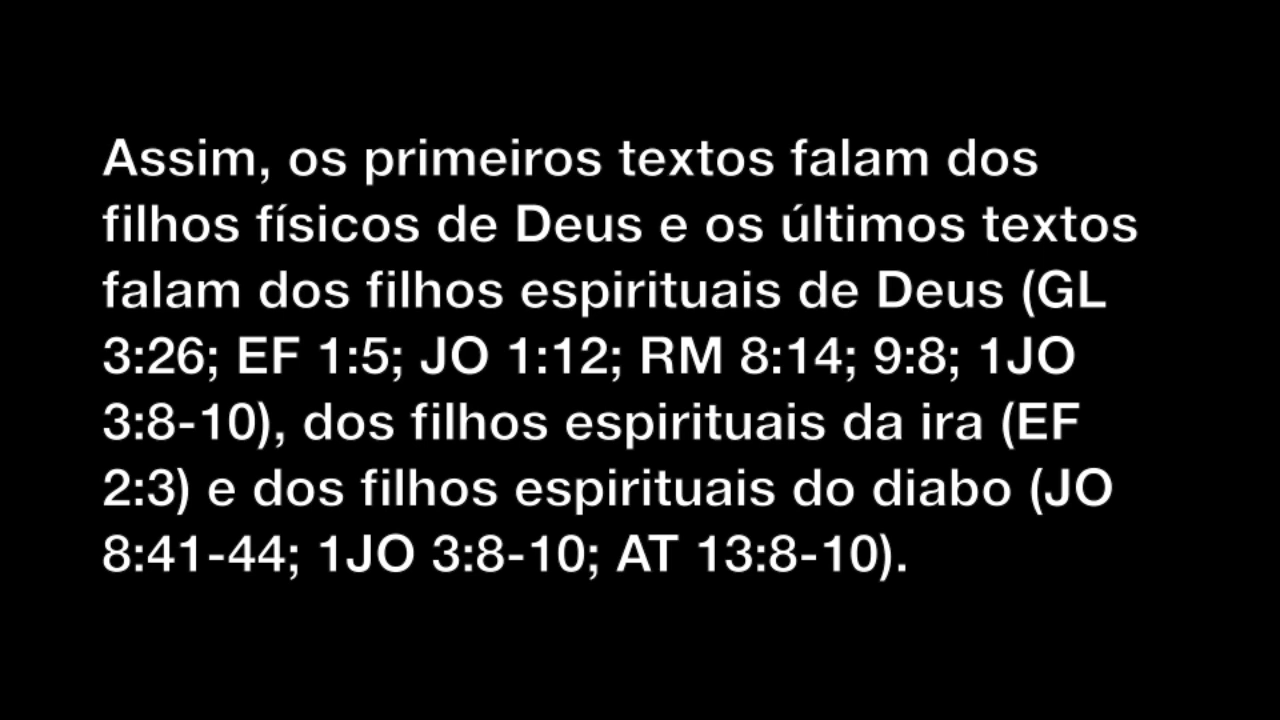 Assim, os primeiros textos falam dos
filhos físicos de Deus e os últimos textos
falam dos filhos espirituais de Deus (GL
3:26; EF 1:5; JO 1:12; RM 8:14; 9:8; 1JO
3:8-10), dos filhos espirituais da ira (EF
2:3) e dos filhos espirituais do diabo (JO
8:41-44; 1JO 3:8-10; AT 13:8-10).